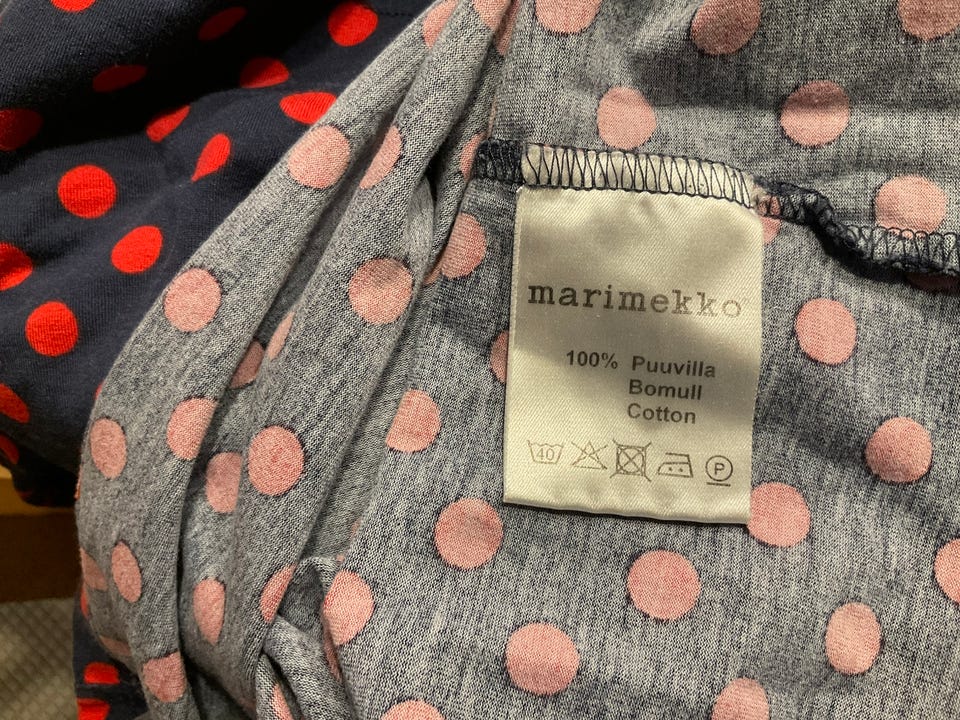 marimekko®
100% Puuvilla
Bomull
Cotton
40
P